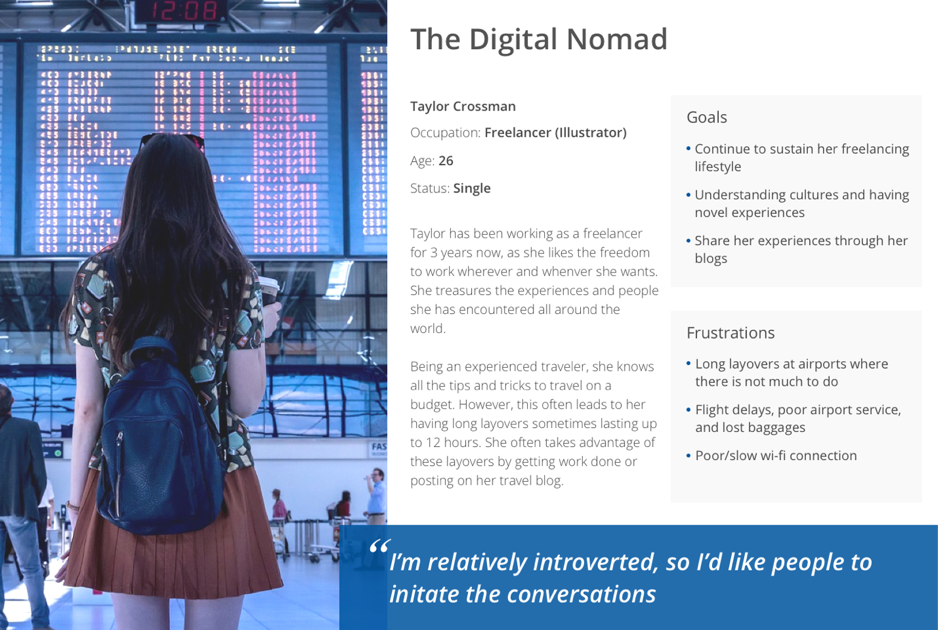 12:08
The Digital Nomad
Taylor Crossman
Occupation: Freelancer (Illustrator)
Age: 26
Status: Single
Taylor has been working as a freelancer
for 3 years now, as she likes the freedom
to work wherever and whenver she wants.
She treasures the experiences and people
she has encountered all around the
world.
Being an experienced traveler, she knows
all the tips and tricks to travel on a
budget. However, this often leads to her
having long layovers sometimes lasting up
to 12 hours. She often takes advantage of
these layovers by getting work done or
posting on her travel blog.
Goals
• Continue to sustain her freelancing
lifestyle
• Understanding cultures and having
novel experiences
• Share her experiences through her
blogs
Frustrations
• Long layovers at airports where
there is not much to do
• Flight delays, poor airport service,
and lost baggages
• Poor/slow wi-fi connection
FAS
“I’m relatively introverted, so I’d like people to
initate the conversations